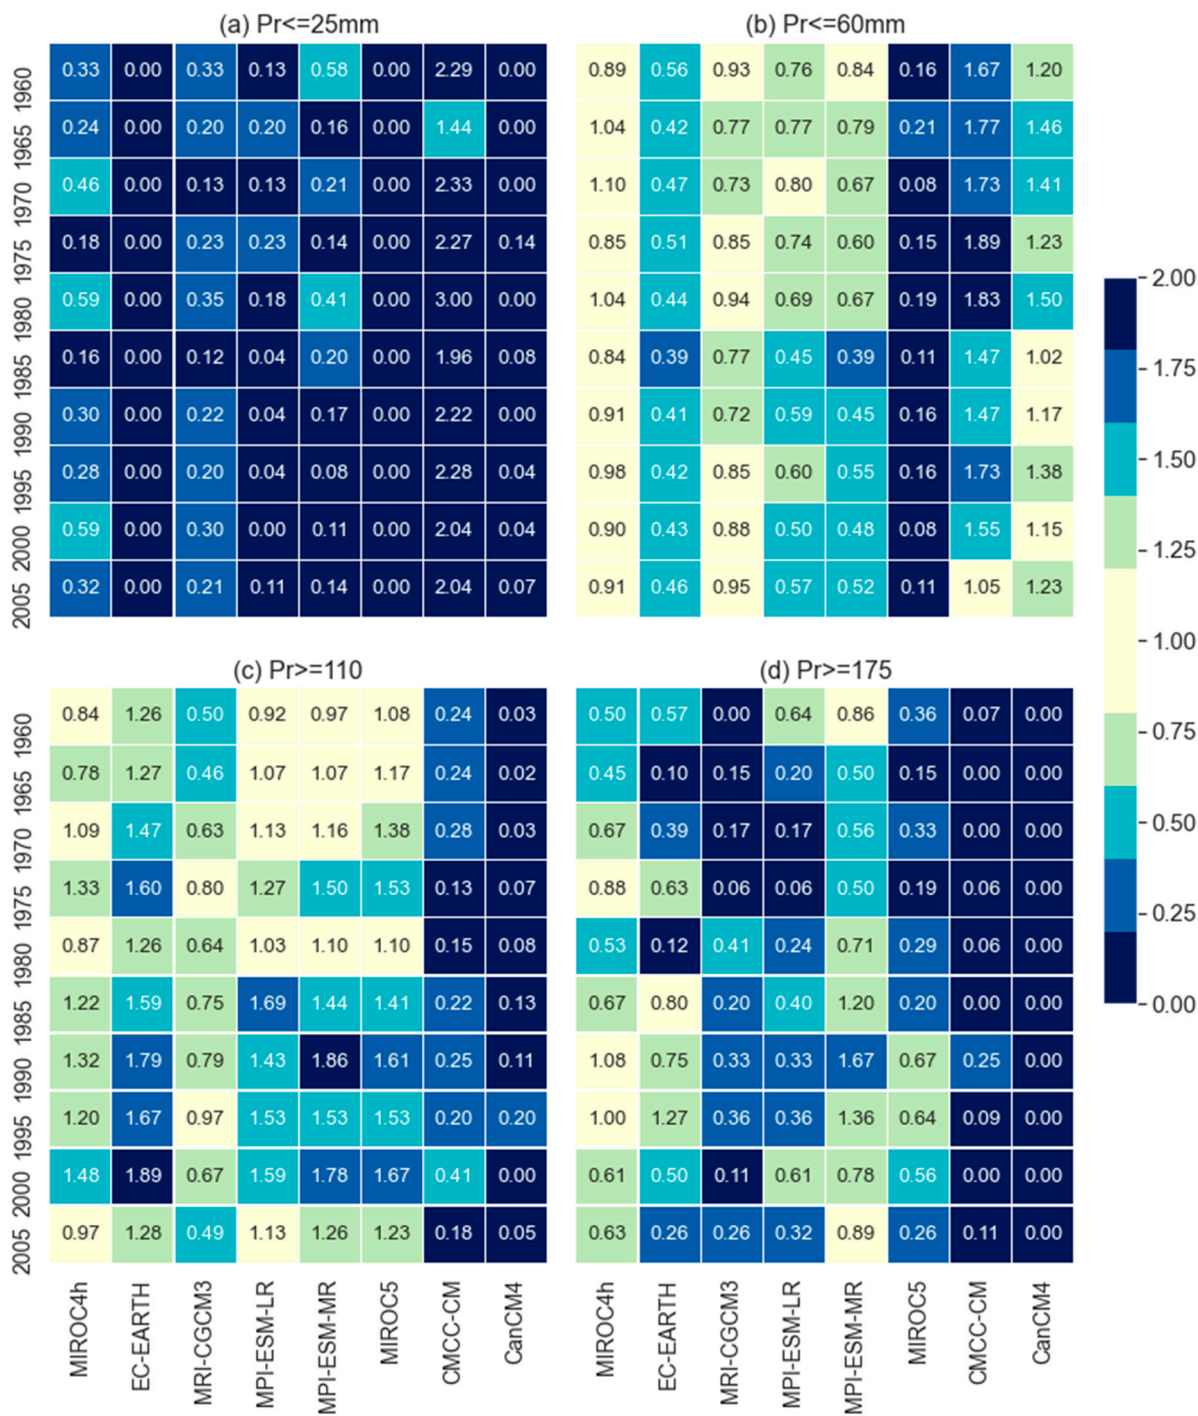 (a) Pr<=25mm
1960 0.33 0.00 0.33 0.13 0.58 0.00 2.29 0.00
1965 0.24 0.00 0.20 0.20 0.16 0.00 1.44 0.00
1970 0.46 0.00 0.13 0.13 0.21 0.00 2.33 0.00
1975 0.18 0.00 0.23 0.23 0.14 0.00 2.27 0.14
1980 0.59 0.00 0.35 0.18 0.41 0.00 3.00 0.00
1985 0.16 0.00 0.12 0.04 0.20 0.00 1.96 0.08
1990 0.30 0.00 0.22 0.04 0.17 0.00 2.22 0.00
1995 0.28 0.00 0.20 0.04 0.08 0.00 2.28 0.04
2000 0.59 0.00 0.30 0.00 0.11 0.00 2.04 0.04
2005 0.32 0.00 0.21 0.11 0.14 0.00 2.04 0.07
(b) Pr<=60mm
0.89 0.56 0.93 0.76 0.84 0.16 1.67 1.20
1.04 0.42 0.77 0.77 0.79 0.21 1.77 1.46
1.10 0.47 0.73 0.80 0.67 0.08 1.73 1.41
0.85 0.51 0.85 0.74 0.60 0.15 1.89 1.23
1.04 0.44 0.94 0.69 0.67 0.19 1.83 1.50
0.84 0.39 0.77 0.45 0.39 0.11 1.47 1.02
0.91 0.41 0.72 0.59 0.45 0.16 1.47 1.17
0.98 0.42 0.85 0.60 0.55 0.16 1.73 1.38
0.90 0.43 0.88 0.50 0.48 0.08 1.55 1.15
0.91 0.46 0.95 0.57 0.52 0.11 1.05 1.23
(c) Pr>=110
1960 0.84 1.26 0.50 0.92 0.97 1.08 0.24 0.03
1965 0.78 1.27 0.46 1.07 1.07 1.17 0.24 0.02
1970 1.09 1.47 0.63 1.13 1.16 1.38 0.28 0.03
1975 1.33 1.60 0.80 1.27 1.50 1.53 0.13 0.07
1980 0.87 1.26 0.64 1.03 1.10 1.10 0.15 0.08
1985 1.22 1.59 0.75 1.69 1.44 1.41 0.22 0.13
1990 1.32 1.79 0.79 1.43 1.86 1.61 0.25 0.11
1995 1.20 1.67 0.97 1.53 1.53 1.53 0.20 0.20
2000 1.48 1.89 0.67 1.59 1.78 1.67 0.41 0.00
2005 0.97 1.28 0.49 1.13 1.26 1.23 0.18 0.05
MIROC4h EC-EARTH MRI-CGCM3 MPI-ESM-LR MPI-ESM-MR MIROC5 CMCC-CM CanCM4
(d) Pr>=175
0.50 0.57 0.00 0.64 0.86 0.36 0.07 0.00
0.45 0.10 0.15 0.20 0.50 0.15 0.00 0.00
0.67 0.39 0.17 0.17 0.56 0.33 0.00 0.00
0.88 0.63 0.06 0.06 0.50 0.19 0.06 0.00
0.53 0.12 0.41 0.24 0.71 0.29 0.06 0.00
0.67 0.80 0.20 0.40 1.20 0.20 0.00 0.00
1.08 0.75 0.33 0.33 1.67 0.67 0.25 0.00
1.00 1.27 0.36 0.36 1.36 0.64 0.09 0.00
0.61 0.50 0.11 0.61 0.78 0.56 0.00 0.00
0.63 0.26 0.26 0.32 0.89 0.26 0.11 0.00
MIROC4h EC-EARTH MRI-CGCM3 MPI-ESM-LR MPI-ESM-MR MIROC5 CMCC-CM CanCM4
2.00
1.75
1.50
1.25
1.00
0.75
0.50
0.25
0.00